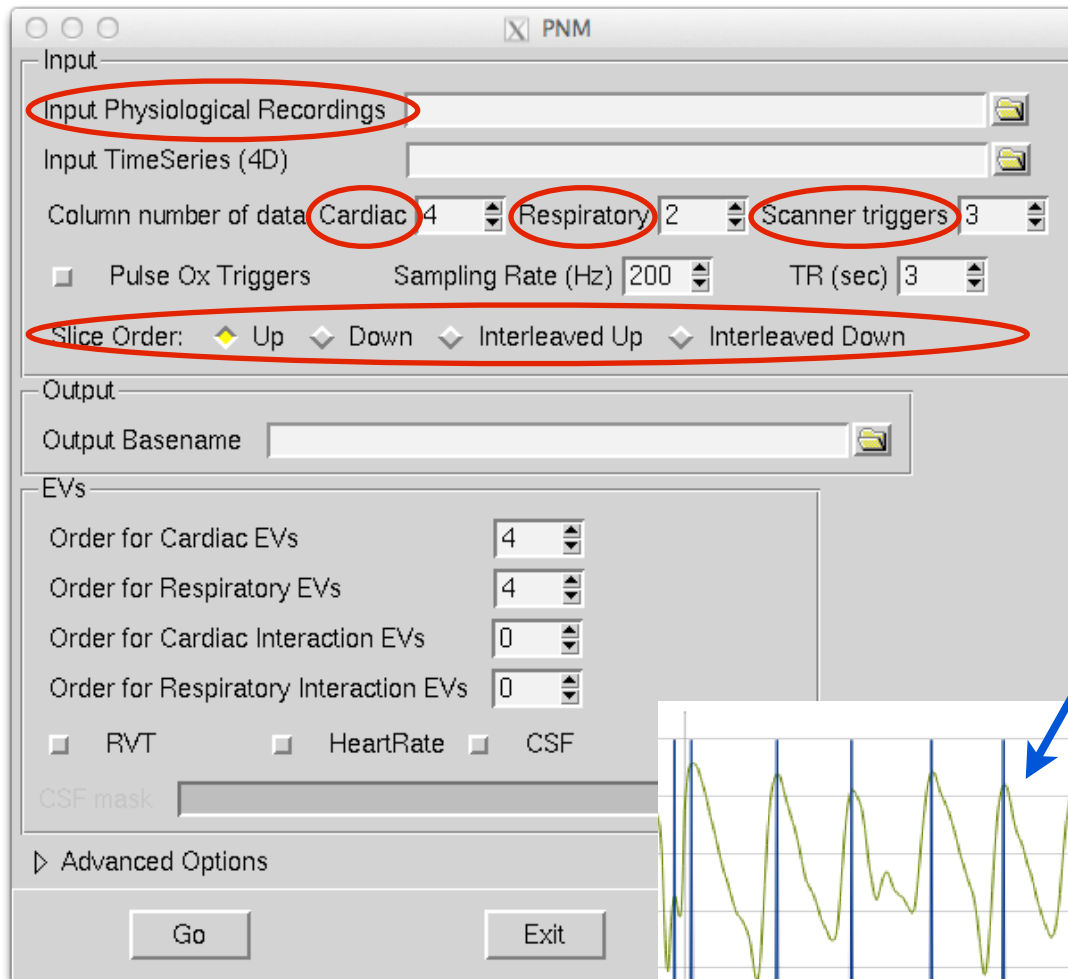 PNM
Input
Input Physiological Recordings
Input TimeSeries (4D)
Column number of data Cardiac 4 Respiratory 2 Scanner triggers 3
Pulse Ox Triggers Sampling Rate (Hz) 200 TR (sec) 3
Slice Order: Up Down Interleaved Up Interleaved Down
Output
Output Basename
EVs
Order for Cardiac EVs 4
Order for Respiratory EVs 4
Order for Cardiac Interaction EVs 0
Order for Respiratory Interaction EVs 0
RVT HeartRate CSF
CSF mask
Advanced Options
Go Exit